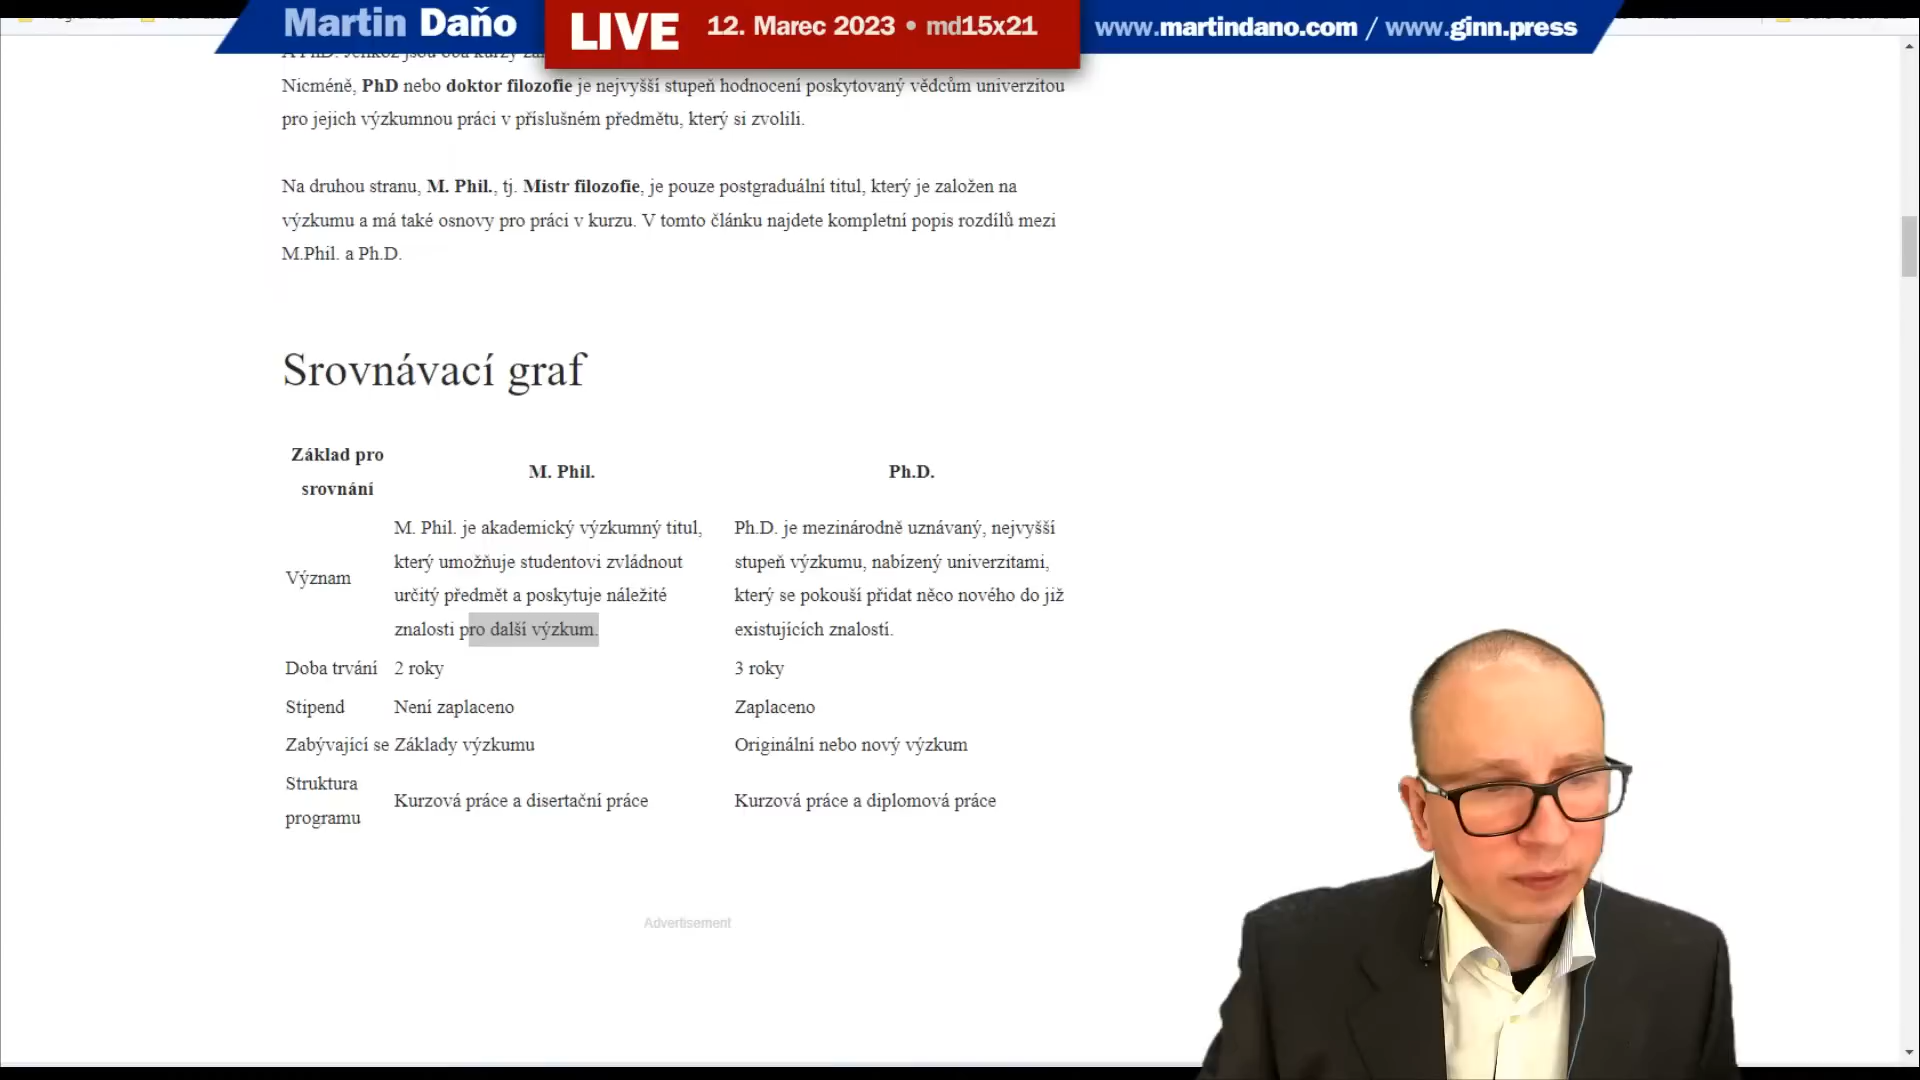 Martin Daňo
LIVE
12. Marec 2023 • md15x21
www.martindano.com / www.ginn.press
Nicméně, PhD nebo doktor filozofie je nejvyšší stupeň hodnocení poskytovaný vědcům univerzitou
pro jejich výzkumnou práci v příslušném předmětu, který si zvolili.
Na druhou stranu, M. Phil., tj. Mistr filozofie, je pouze postgraduální titul, který je založen na
výzkumu a má také osnovy pro práci v kurzu. V tomto článku najdete kompletní popis rozdílů mezi
M.Phil. a Ph.D.
Srovnávací graf
Základ pro
srovnání
M. Phil.
Ph.D.
Význam
M. Phil. je akademický výzkumný titul,
který umožňuje studentovi zvládnout
určitý předmět a poskytuje náležité
znalosti pro další výzkum.
Ph.D. je mezinárodně uznávaný, nejvyšší
stupeň výzkumu, nabízený univerzitami,
který se pokouší přidat něco nového do již
existujících znalostí.
Doba trvání 2 roky 3 roky
Stipend Není zaplaceno Zaplaceno
Zabývající se Základy výzkumu Originální nebo nový výzkum
Struktura
programu
Kurzová práce a disertační práce
Kurzová práce a diplomová práce
Advertisement